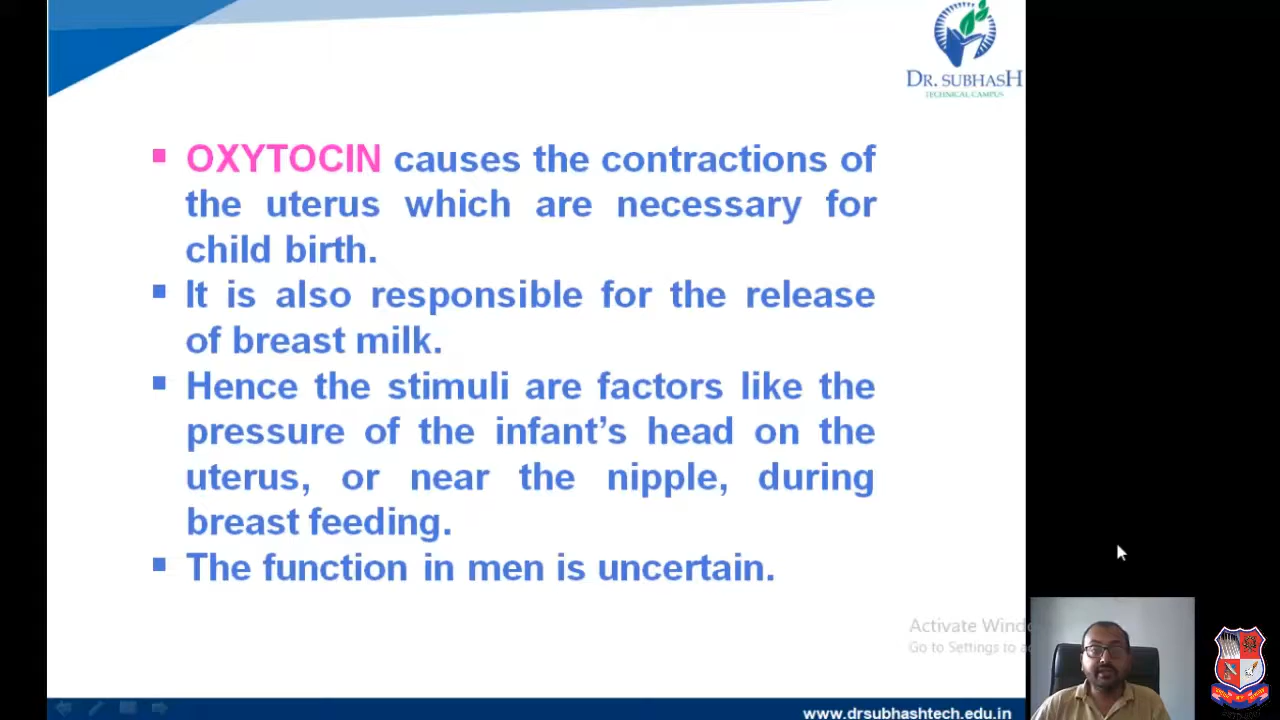 DR. SUBHASH
TECHNICAL CAMPUS
OXYTOCIN causes the contractions of
the uterus which are necessary for
child birth.
It is also responsible for the release
of breast milk.
Hence the stimuli are factors like the
pressure of the infant’s head on the
uterus, or near the nipple, during
breast feeding.
The function in men is uncertain.
Activate Wind
Go to Settings to a
www.drsubhashtech.edu.in